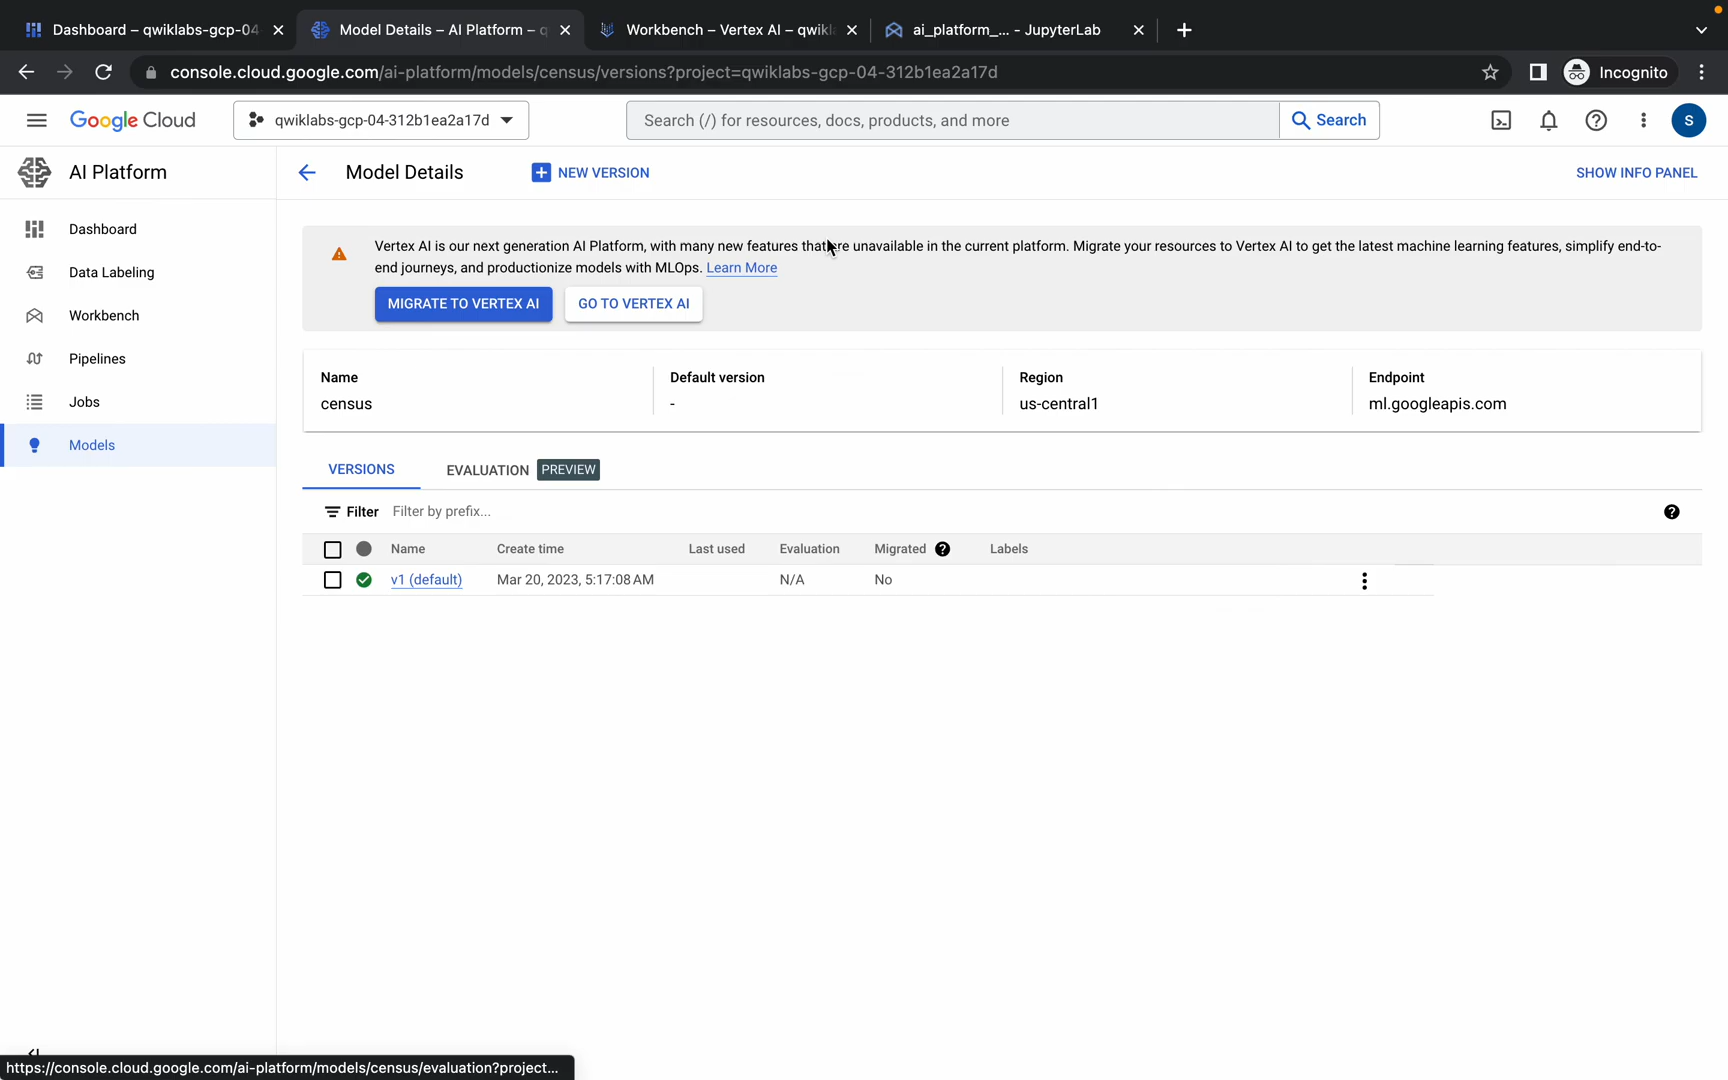 Dashboard – qwiklabs-gcp-04
Model Details – AI Platform – q
Workbench – Vertex AI – qwikl
ai_platform_... - JupyterLab
console.cloud.google.com/ai-platform/models/census/versions?project=qwiklabs-gcp-04-312b1ea2a17d
Incognito
Google Cloud
qwiklabs-gcp-04-312b1ea2a17d
Search (/) for resources, docs, products, and more
Search
S
AI Platform
Model Details
NEW VERSION
SHOW INFO PANEL
Dashboard
Data Labeling
Workbench
Pipelines
Jobs
Models
Vertex AI is our next generation AI Platform, with many new features that are unavailable in the current platform. Migrate your resources to Vertex AI to get the latest machine learning features, simplify end-to-
end journeys, and productionize models with MLOps. Learn More
MIGRATE TO VERTEX AI
GO TO VERTEX AI
Name
census
Default version
-
Region
us-central1
Endpoint
ml.googleapis.com
VERSIONS
EVALUATION PREVIEW
Filter Filter by prefix...
Name Create time Last used Evaluation Migrated Labels
v1 (default) Mar 20, 2023, 5:17:08 AM N/A No
https://console.cloud.google.com/ai-platform/models/census/evaluation?project...